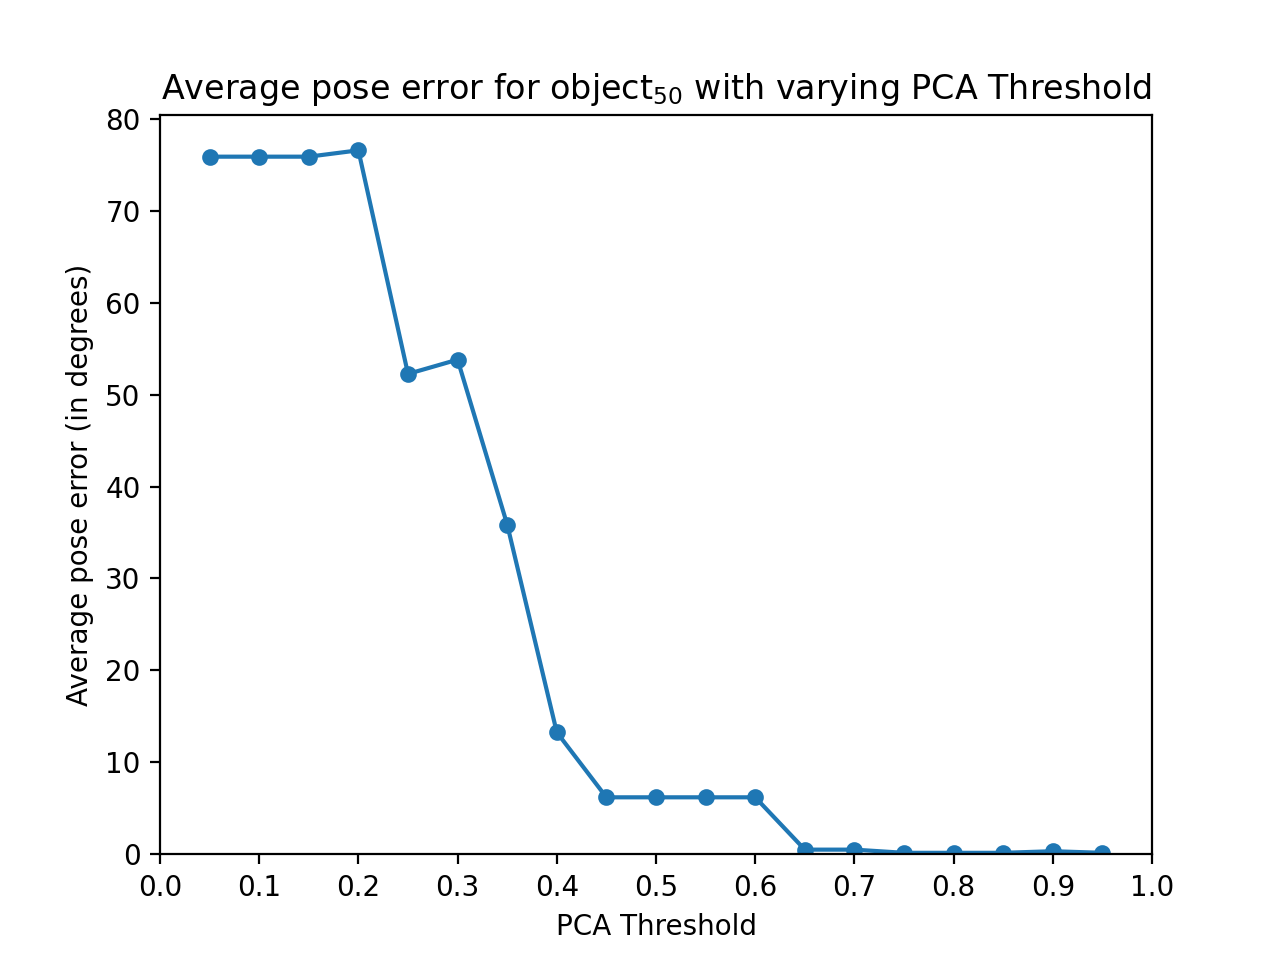 Average pose error for object₅₀ with varying PCA Threshold
80
70
60
50
40
30
20
10
0
Average pose error (in degrees)
0.0 0.1 0.2 0.3 0.4 0.5 0.6 0.7 0.8 0.9 1.0
PCA Threshold